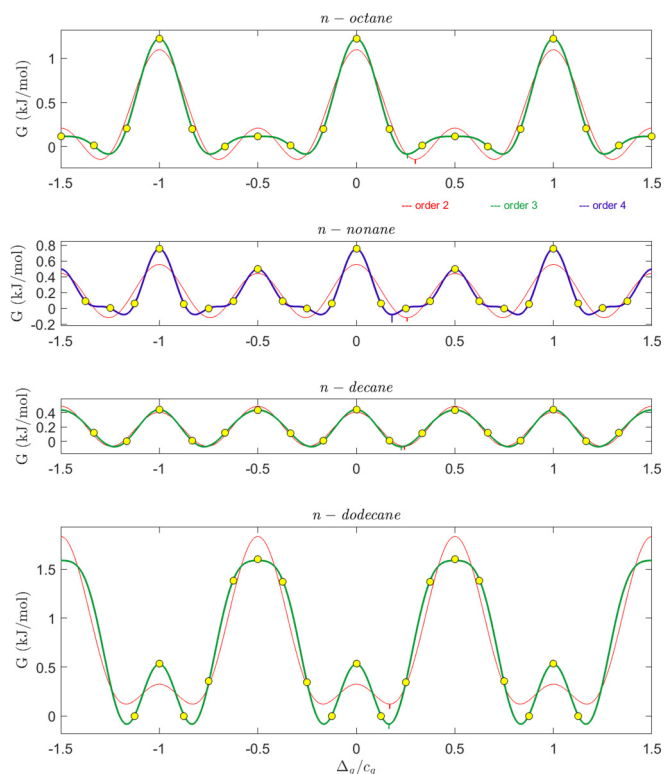 n − octane
G (kJ/mol)
1
0.5
0
-1.5 -1 -0.5 0 0.5 1 1.5
--- order 2 --- order 3 --- order 4
n − nonane
G (kJ/mol)
0.8
0.6
0.4
0.2
0
-0.2
-1.5 -1 -0.5 0 0.5 1 1.5
n − decane
G (kJ/mol)
0.4
0.2
0
-1.5 -1 -0.5 0 0.5 1 1.5
n − dodecane
G (kJ/mol)
1.5
1
0.5
0
-1.5 -1 -0.5 0 0.5 1 1.5
Δg/cg